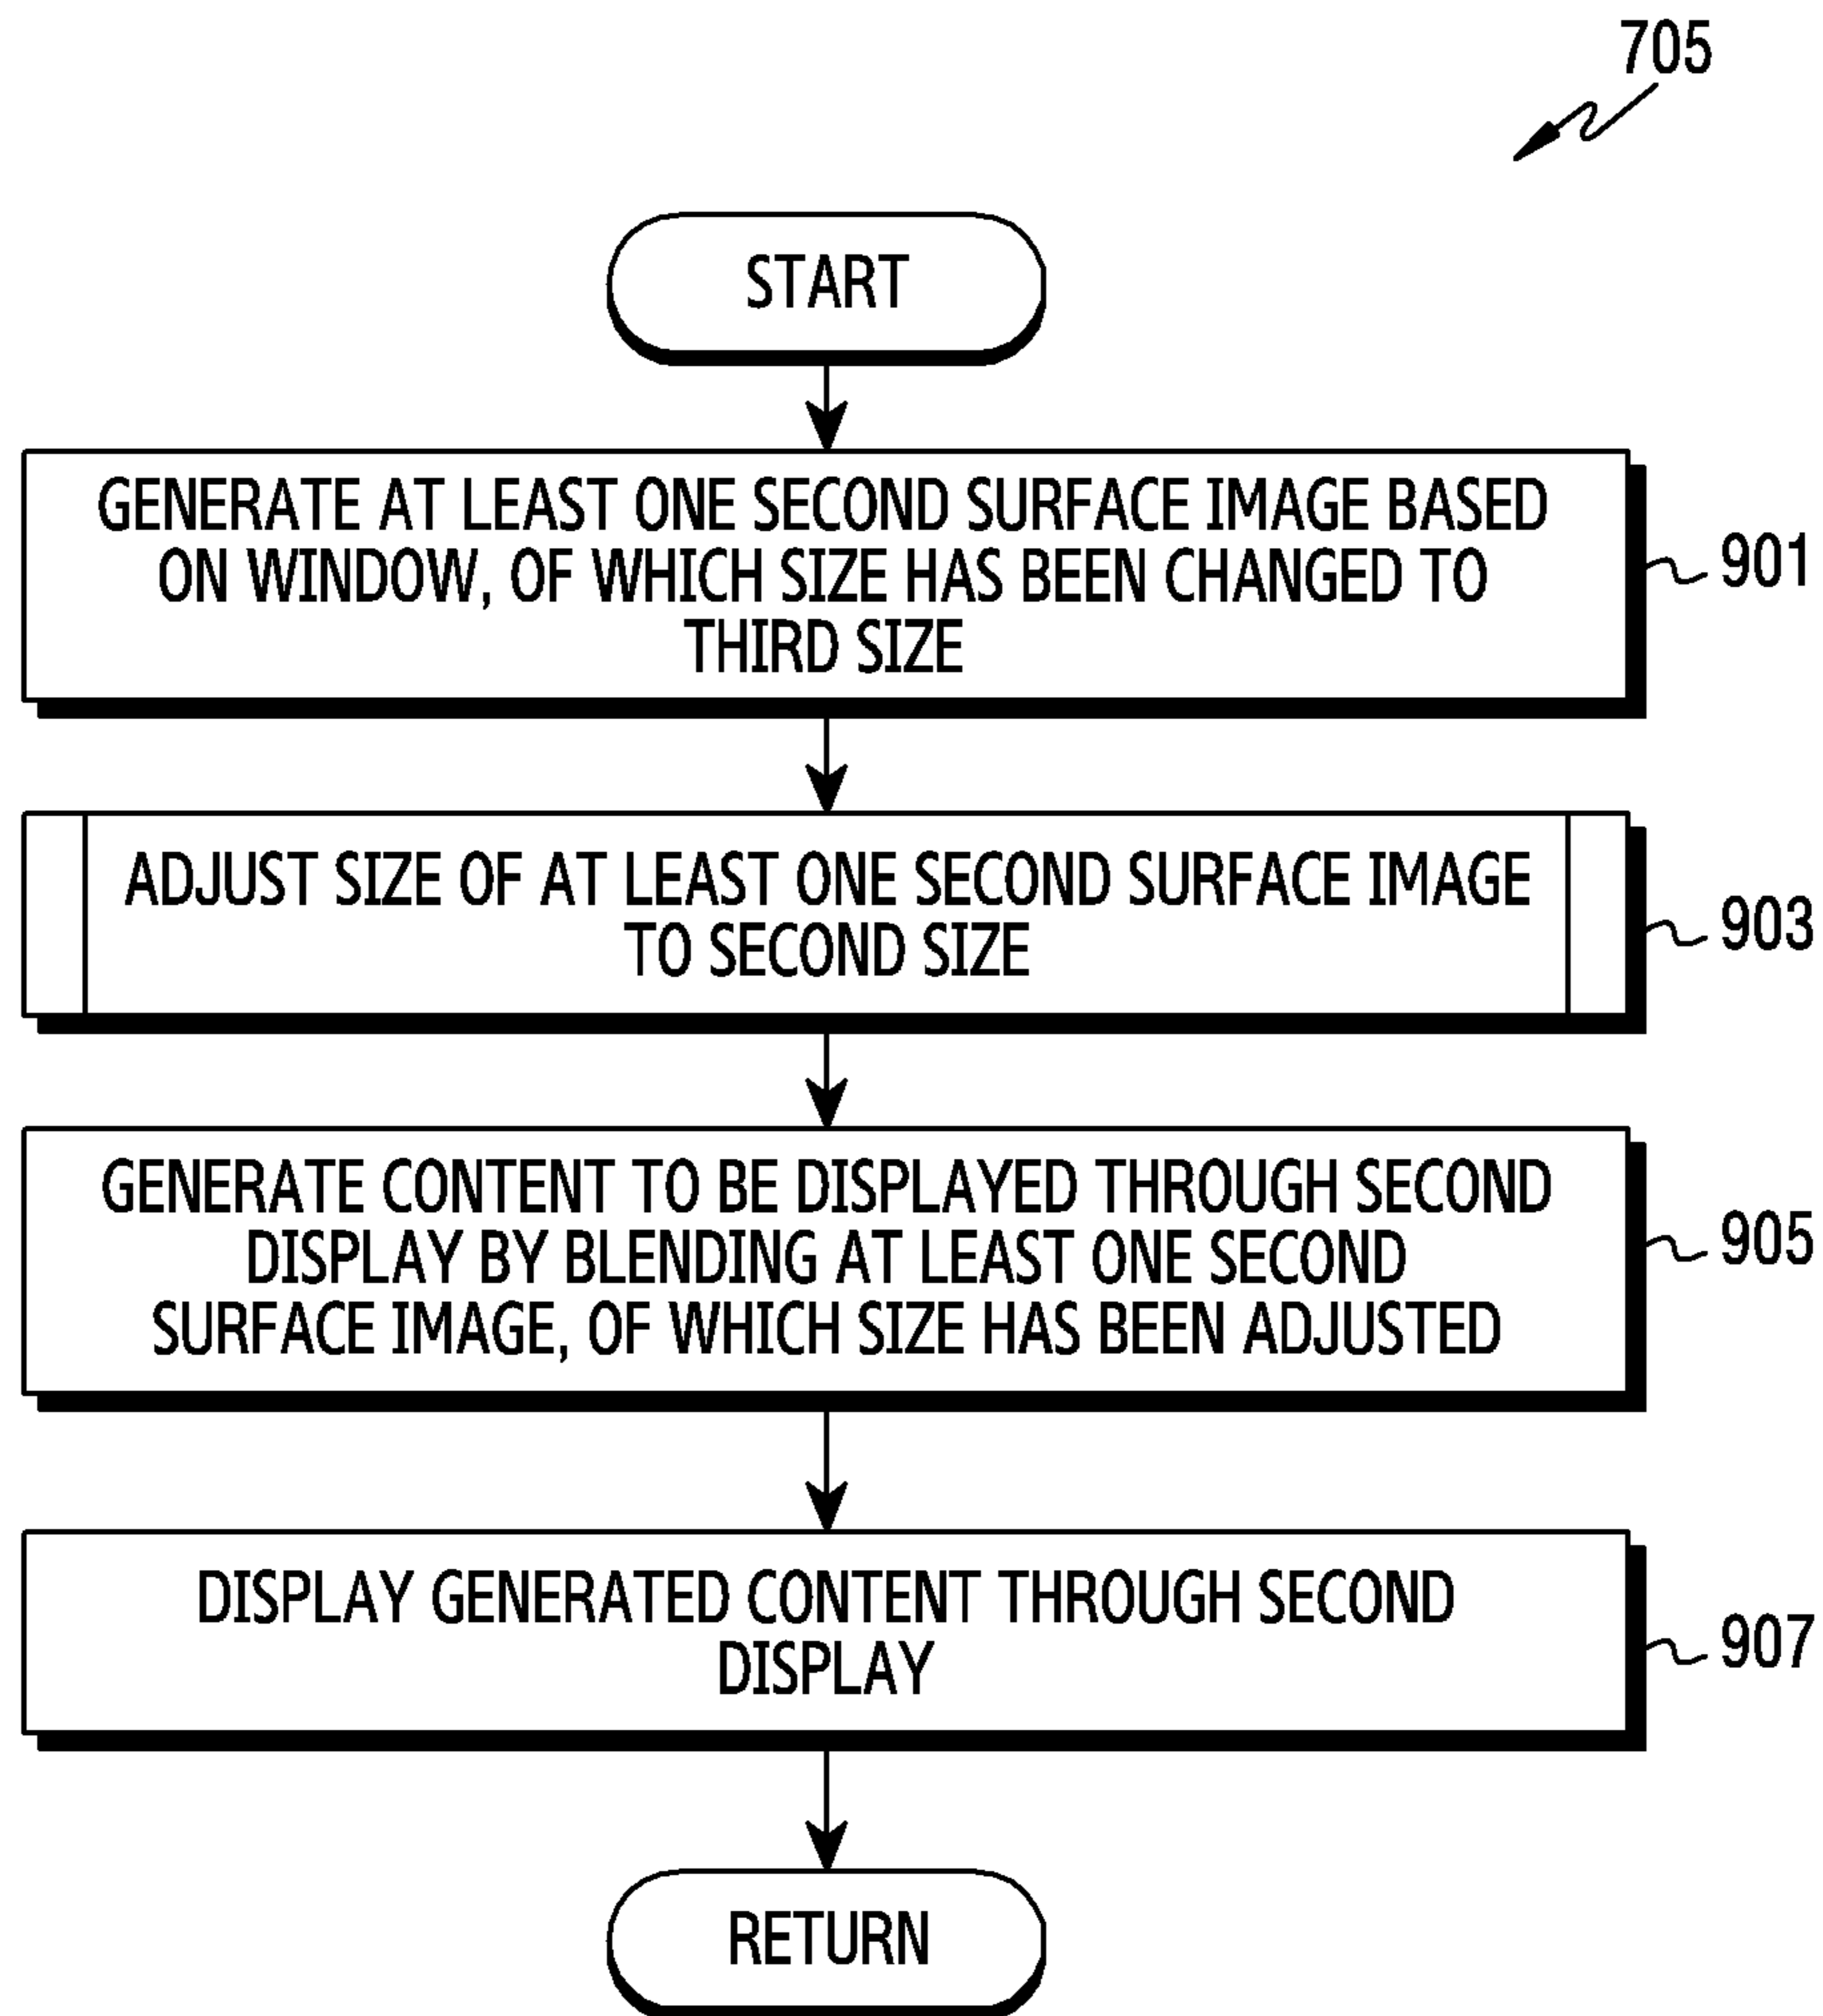 705
START
GENERATE AT LEAST ONE SECOND SURFACE IMAGE BASED
ON WINDOW, OF WHICH SIZE HAS BEEN CHANGED TO
THIRD SIZE
901
ADJUST SIZE OF AT LEAST ONE SECOND SURFACE IMAGE
TO SECOND SIZE
903
GENERATE CONTENT TO BE DISPLAYED THROUGH SECOND
DISPLAY BY BLENDING AT LEAST ONE SECOND
SURFACE IMAGE, OF WHICH SIZE HAS BEEN ADJUSTED
905
DISPLAY GENERATED CONTENT THROUGH SECOND
DISPLAY
907
RETURN